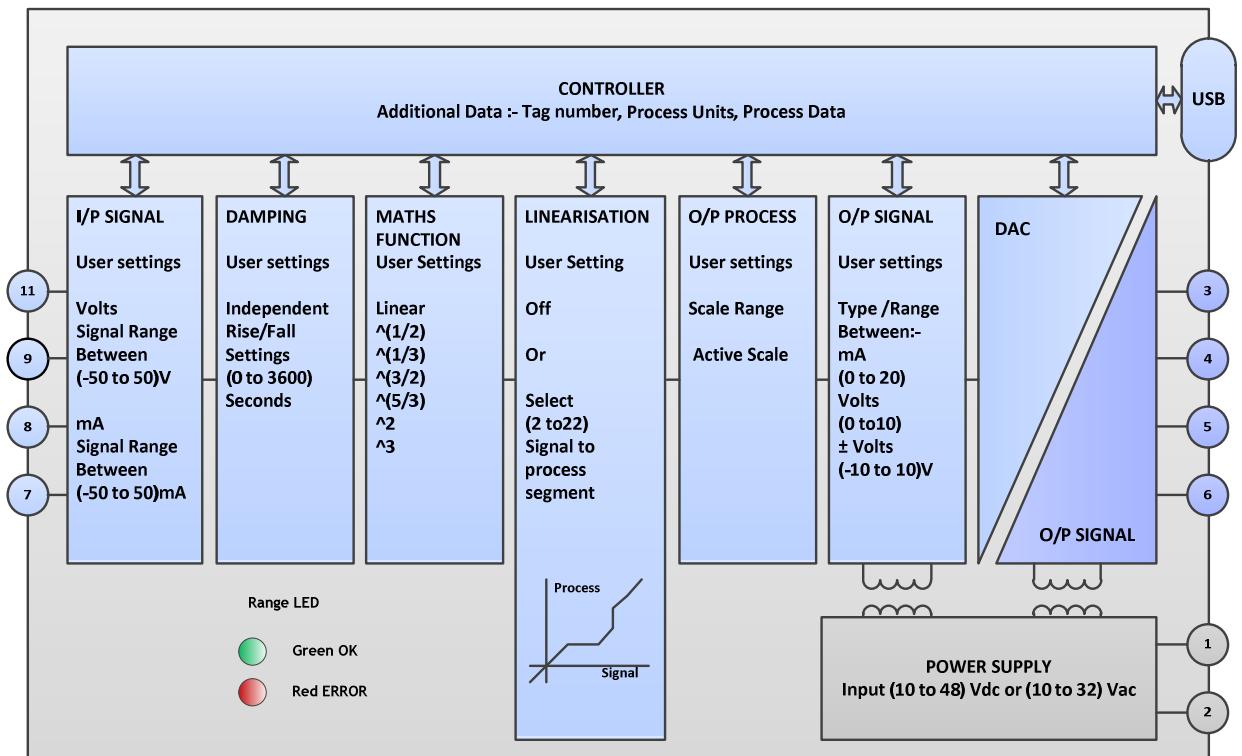 CONTROLLER
Additional Data :- Tag number, Process Units, Process Data
USB
I/P SIGNAL
User settings
Volts
Signal Range
Between
(-50 to 50)V
mA
Signal Range
Between
(-50 to 50)mA
DAMPING
User settings
Independent
Rise/Fall
Settings
(0 to 3600)
Seconds
MATHS
FUNCTION
User Settings
Linear
^(1/2)
^(1/3)
^(3/2)
^(5/3)
^2
^3
LINEARISATION
User Setting
Off
Or
Select
(2 to22)
Signal to
process
segment
Process
Signal
O/P PROCESS
User settings
Scale Range
Active Scale
O/P SIGNAL
User settings
Type /Range
Between:-
mA
(0 to 20)
Volts
(0 to10)
± Volts
(-10 to 10)V
DAC
O/P SIGNAL
11
9
8
7
3
4
5
6
1
2
Range LED
Green OK
Red ERROR
POWER SUPPLY
Input (10 to 48) Vdc or (10 to 32) Vac